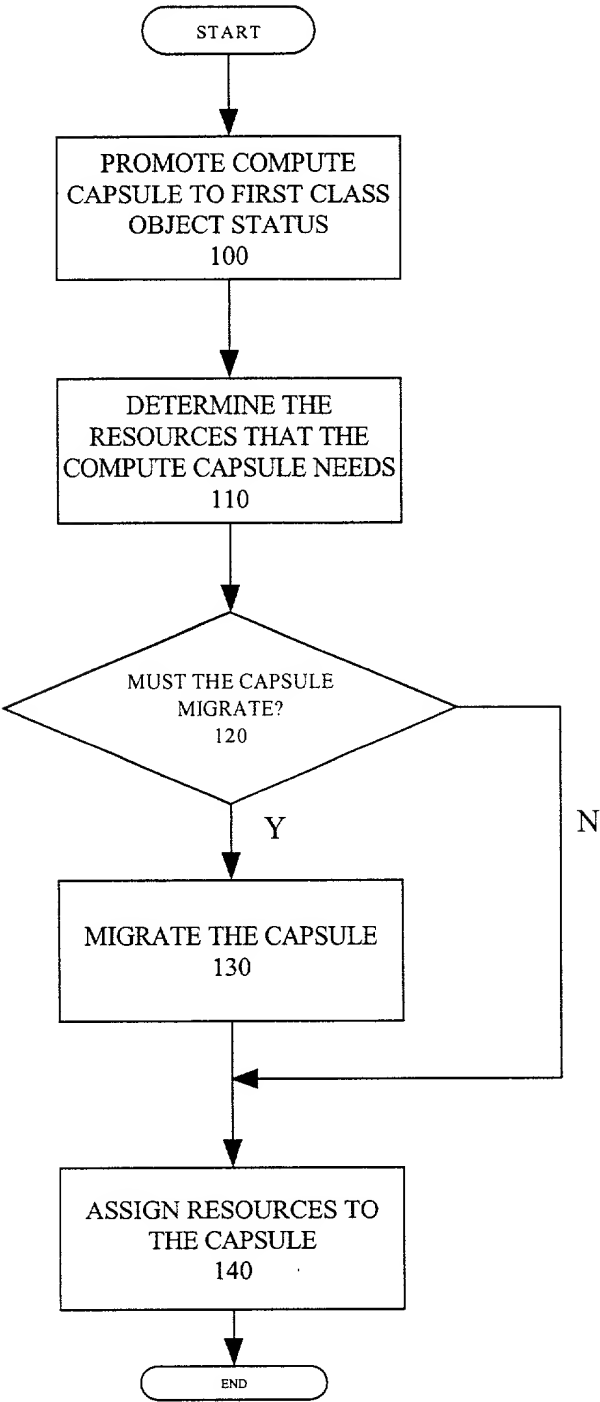 START
PROMOTE COMPUTE
CAPSULE TO FIRST CLASS
OBJECT STATUS
100
DETERMINE THE
RESOURCES THAT THE
COMPUTE CAPSULE NEEDS
110
MUST THE CAPSULE
MIGRATE?
120
Y
N
MIGRATE THE CAPSULE
130
ASSIGN RESOURCES TO
THE CAPSULE
140
END